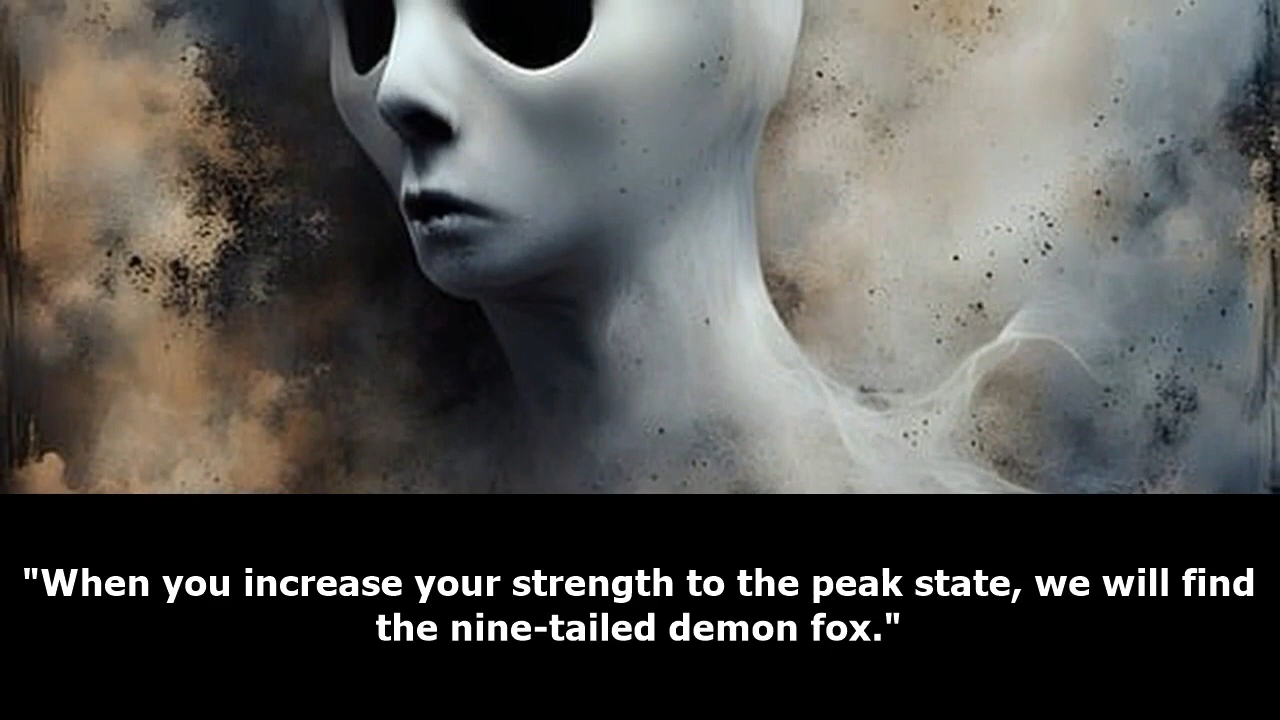 "When you increase your strength to the peak state, we will find
the nine-tailed demon fox."